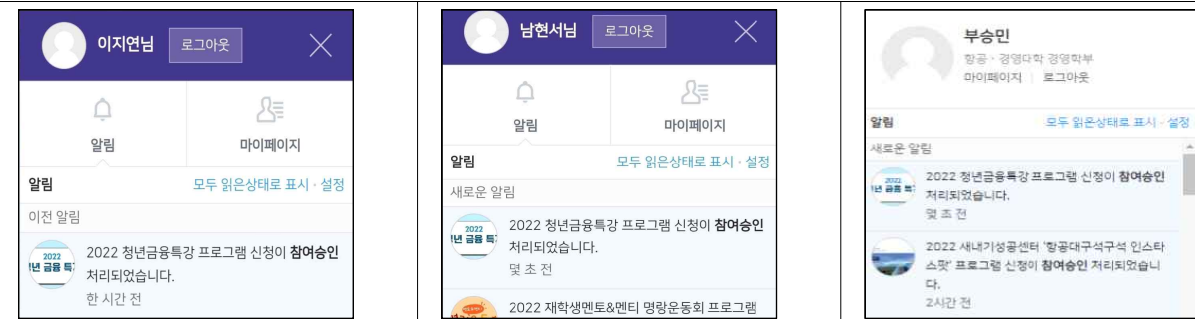 이지연님 로그아웃
알림 마이페이지
알림 모두 읽은상태로 표시 · 설정
이전 알림
2022 청년금융특강 프로그램 신청이 참여승인
처리되었습니다.
한 시간 전
남현서님 로그아웃
알림 마이페이지
알림 모두 읽은상태로 표시 · 설정
새로운 알림
2022 청년금융특강 프로그램 신청이 참여승인
처리되었습니다.
몇 초 전
2022 재학생멘토&멘티 명랑운동회 프로그램
부승민
항공 · 경영대학 경영학부
마이페이지 | 로그아웃
알림 모두 읽은상태로 표시 · 설정
새로운 알림
2022 청년금융특강 프로그램 신청이 참여승인
처리되었습니다.
몇 초 전
2022 새내기성공센터 '항공대구석구석 인스타
스팟' 프로그램 신청이 참여승인 처리되었습니
다.
2시간 전